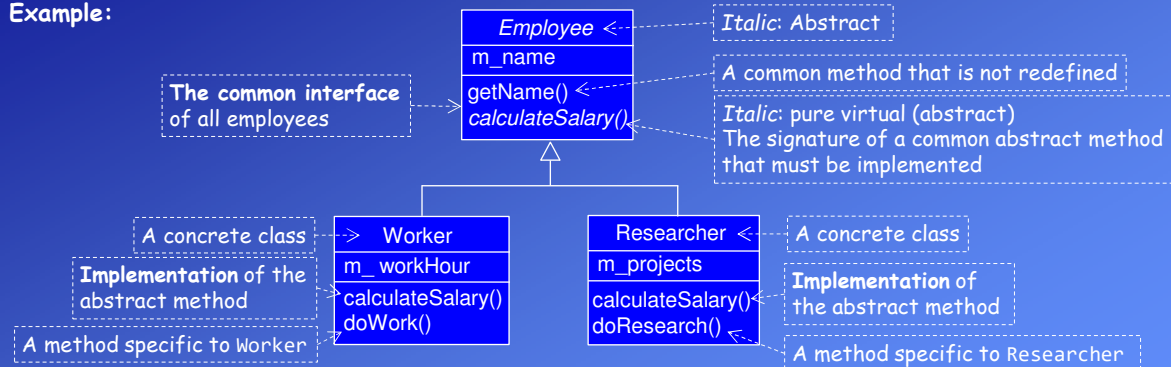 Example:
Employee
m_name
getName()
calculateSalary()
Italic: Abstract
A common method that is not redefined
Italic: pure virtual (abstract)
The signature of a common abstract method
that must be implemented
The common interface
of all employees
A concrete class
Implementation of the
abstract method
A method specific to Worker
Worker
m_ workHour
calculateSalary()
doWork()
Researcher
m_projects
calculateSalary()
doResearch()
A concrete class
Implementation of
the abstract method
A method specific to Researcher